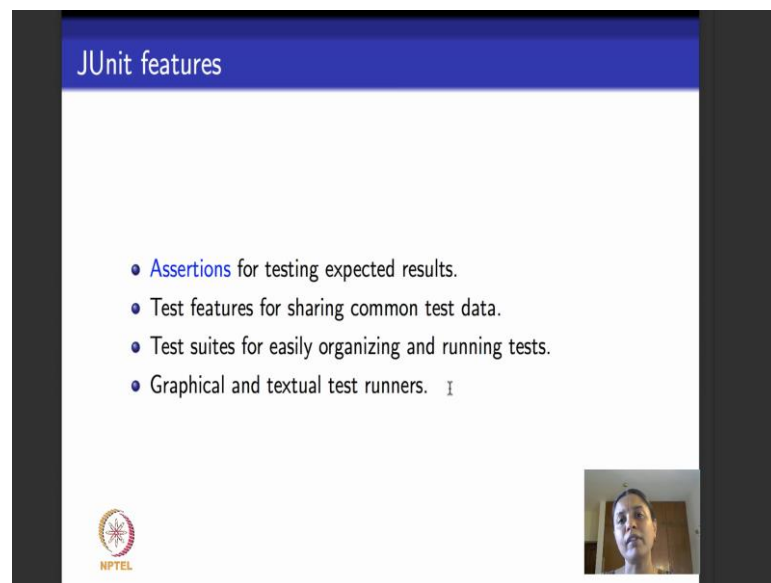 JUnit features
Assertions for testing expected results.
Test features for sharing common test data.
Test suites for easily organizing and running tests.
Graphical and textual test runners.
NPTEL